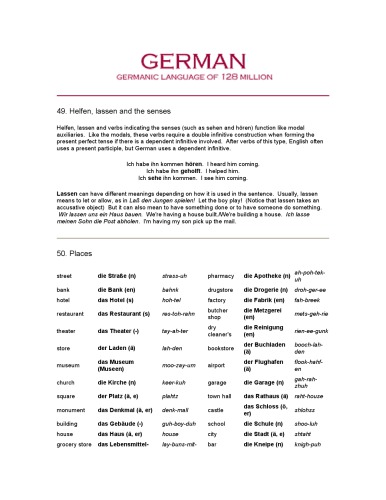 GERMAN
GERMANIC LANGUAGE OF 128 MILLION
49. Helfen, lassen and the senses
Helfen, lassen and verbs indicating the senses (such as sehen and hören) function like modal
auxiliaries. Like the modals, these verbs require a double infinitive construction when forming the
present perfect tense if there is a dependent infinitive involved. After verbs of this type, English often
uses a present participle, but German uses a dependent infinitive.
Ich habe ihn kommen hören. I heard him coming.
Ich habe ihm geholft. I helped him.
Ich sehe ihn kommen. I see him coming.
Lassen can have different meanings depending on how it is used in the sentence. Usually, lassen
means to let or allow, as in Laß den Jungen spielen! Let the boy play! (Notice that lassen takes an
accusative object) But it can also mean to have something done or to have someone do something.
Wir lassen uns ein Haus bauen. We're having a house built./We're building a house. Ich lasse
meinen Sohn die Post abholen. I'm having my son pick up the mail.
50. Places
street die Straße (n) strass-uh pharmacy die Apotheke (n) ah-poh-tek-uh
bank die Bank (en) bahnk drugstore die Drogerie (n) droh-ger-ee
hotel das Hotel (s) hoh-tel factory die Fabrik (en) fah-breek
restaurant das Restaurant (s) res-toh-rahn butcher shop die Metzgerei (en) mets-geh-rie
theater das Theater (-) tay-ah-ter dry cleaner's die Reinigung (en) rien-ee-gunk
store der Laden (ä) lah-den bookstore der Buchladen (ä) booch-lah-den
museum das Museum (Museen) moo-zay-um airport der Flughafen (ä) flook-hahf-en
church die Kirche (n) keer-kuh garage die Garage (n) gah-rah-zhuh
square der Platz (ä, e) plahtz town hall das Rathaus (ä) raht-house
monument das Denkmal (ä, er) denk-mall castle das Schloss (ö, er) shlohzz
building das Gebäude (-) guh-boy-duh school die Schule (n) shoo-luh
house das Haus (ä, er) house city die Stadt (ä, e) shtaht
grocery store das Lebensmittel- lay-buns-mit- bar die Kneipe (n) knigh-puh